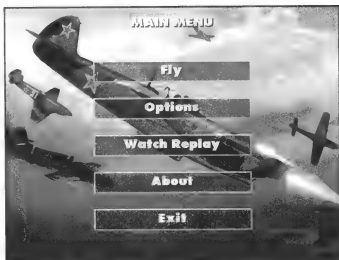 MAIN MENU
Fly
Options
Watch Replay
About
Exit